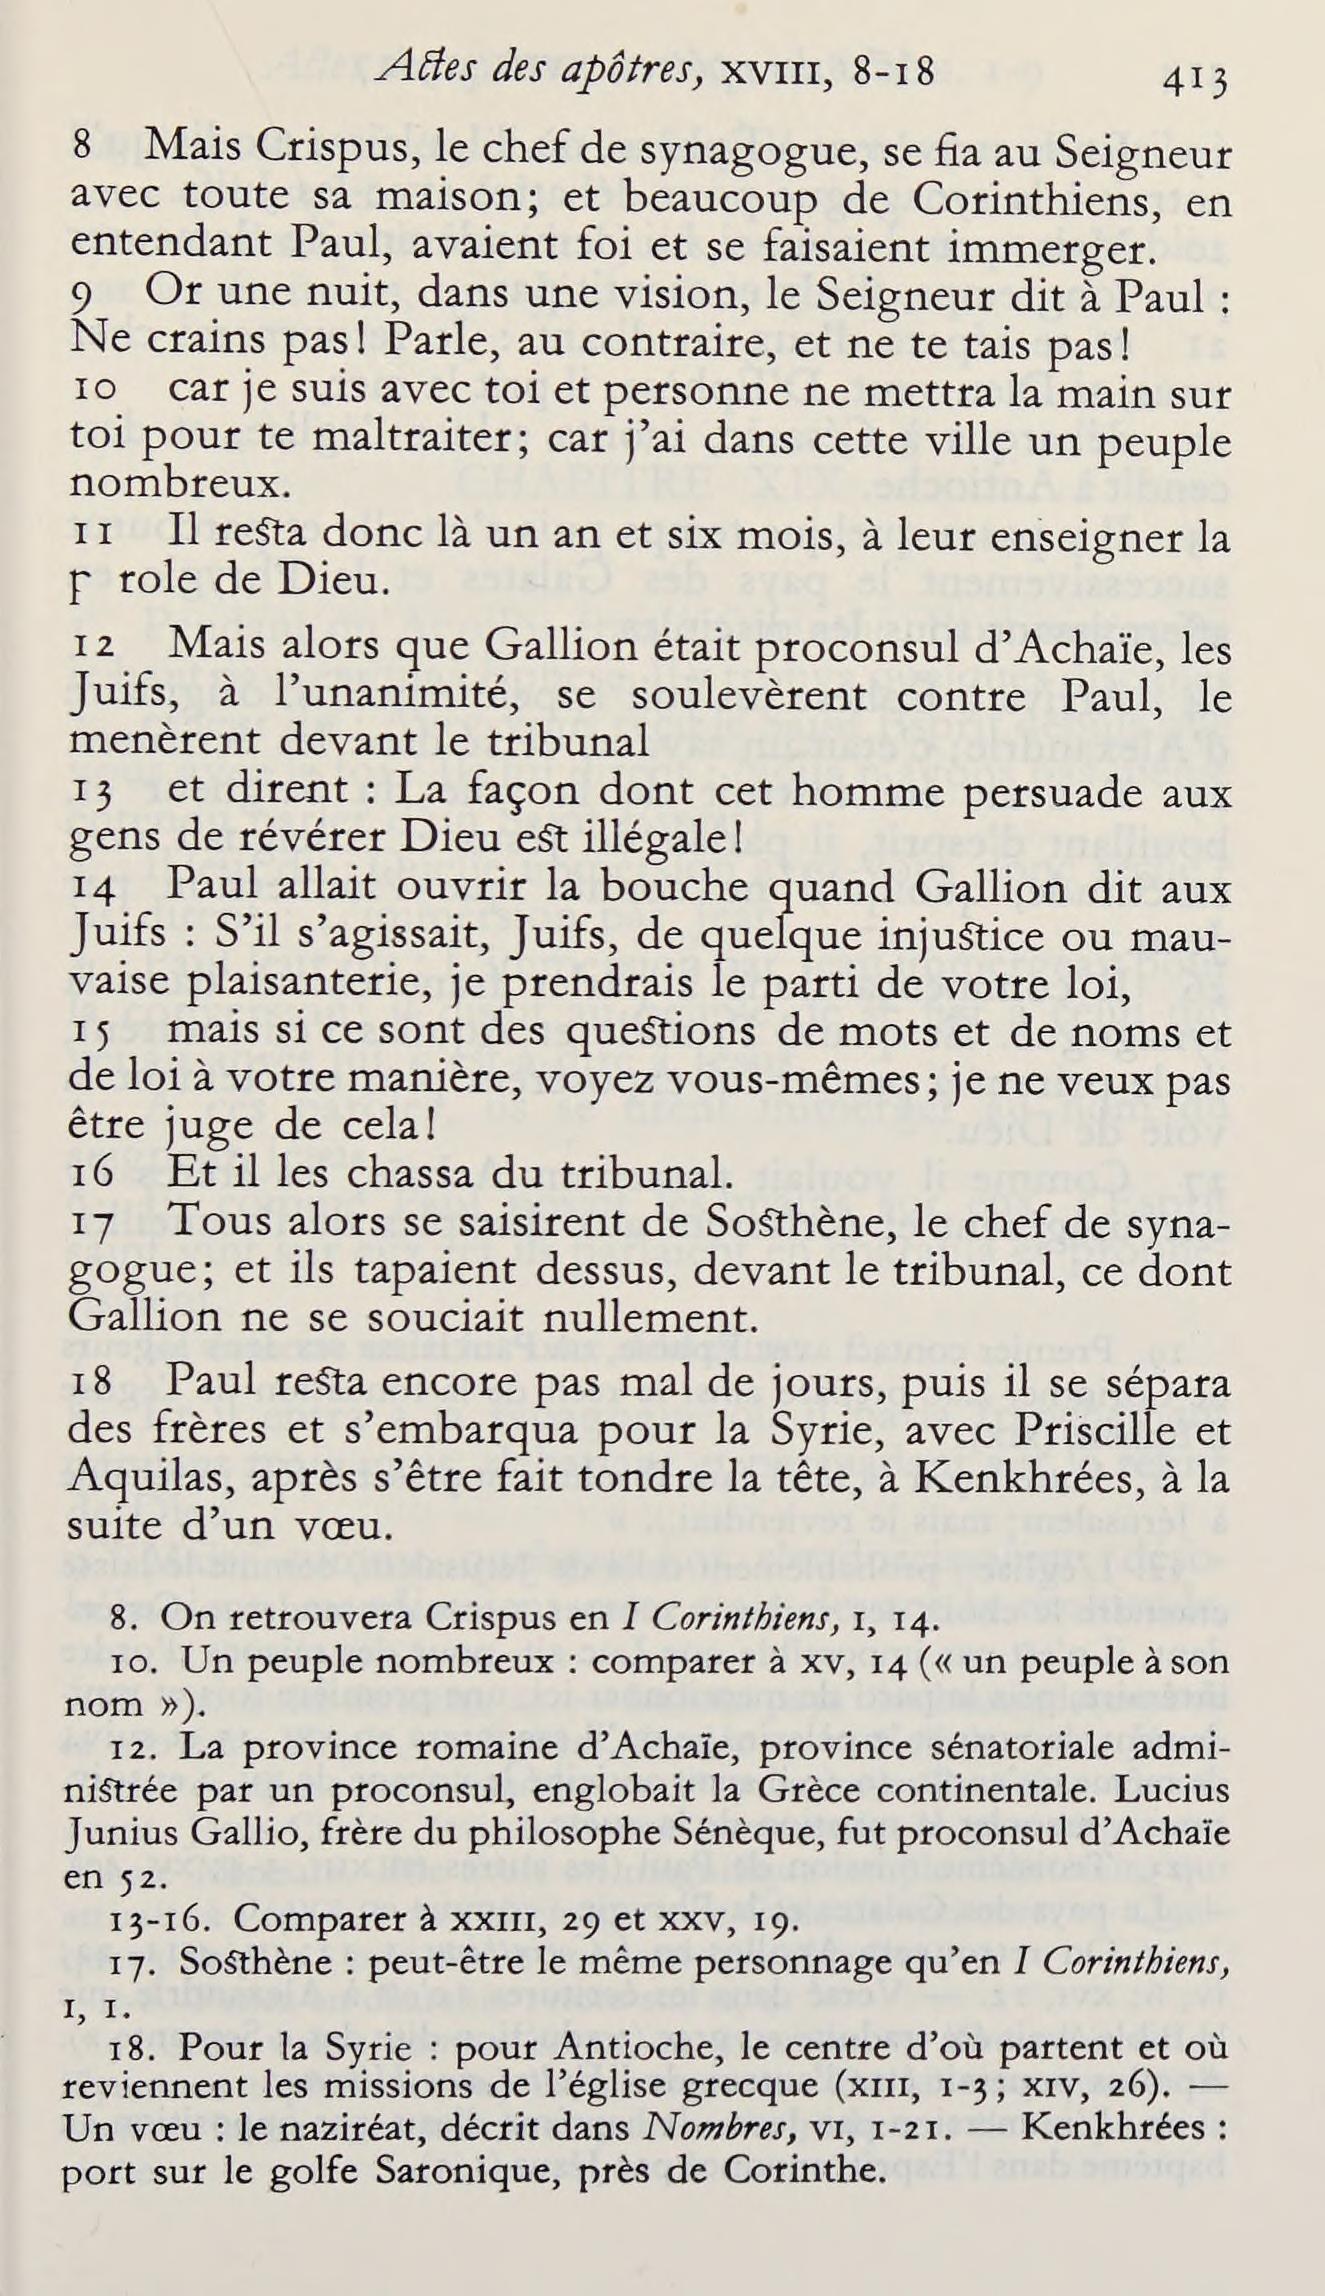 Actes des apôtres, XVIII, 8-18 413
8 Mais Crispus, le chef de synagogue, se fia au Seigneur
avec toute sa maison; et beaucoup de Corinthiens, en
entendant Paul, avaient foi et se faisaient immerger.
9 Or une nuit, dans une vision, le Seigneur dit à Paul :
Ne crains pas! Parle, au contraire, et ne te tais pas!
10 car je suis avec toi et personne ne mettra la main sur
toi pour te maltraiter; car j'ai dans cette ville un peuple
nombreux.
11 Il resta donc là un an et six mois, à leur enseigner la
p role de Dieu.
12 Mais alors que Gallion était proconsul d'Achaïe, les
Juifs, à l'unanimité, se soulevèrent contre Paul, le
menèrent devant le tribunal
13 et dirent : La façon dont cet homme persuade aux
gens de révérer Dieu est illégale!
14 Paul allait ouvrir la bouche quand Gallion dit aux
Juifs : S'il s'agissait, Juifs, de quelque injustice ou mau-
vaise plaisanterie, je prendrais le parti de votre loi,
15 mais si ce sont des questions de mots et de noms et
de loi à votre manière, voyez vous-mêmes; je ne veux pas
être juge de cela!
16 Et il les chassa du tribunal.
17 Tous alors se saisirent de Sosthène, le chef de syna-
gogue; et ils tapaient dessus, devant le tribunal, ce dont
Gallion ne se souciait nullement.
18 Paul resta encore pas mal de jours, puis il se sépara
des frères et s'embarqua pour la Syrie, avec Priscille et
Aquilas, après s'être fait tondre la tête, à Kenkhrées, à la
suite d'un vœu.
8. On retrouvera Crispus en I Corinthiens, I, 14.
10. Un peuple nombreux : comparer à XV, 14 (« un peuple à son
nom »).
12. La province romaine d'Achaïe, province sénatoriale admi-
nistrée par un proconsul, englobait la Grèce continentale. Lucius
Junius Gallio, frère du philosophe Sénèque, fut proconsul d'Achaïe
en 52.
13-16. Comparer à XXIII, 29 et XXV, 19.
17. Sosthène : peut-être le même personnage qu'en I Corinthiens,
I, 1.
18. Pour la Syrie : pour Antioche, le centre d'où partent et où
reviennent les missions de l'église grecque (XIII, 1-3; XIV, 26). —
Un vœu : le naziréat, décrit dans Nombres, VI, 1-21. — Kenkhrées :
port sur le golfe Saronique, près de Corinthe.